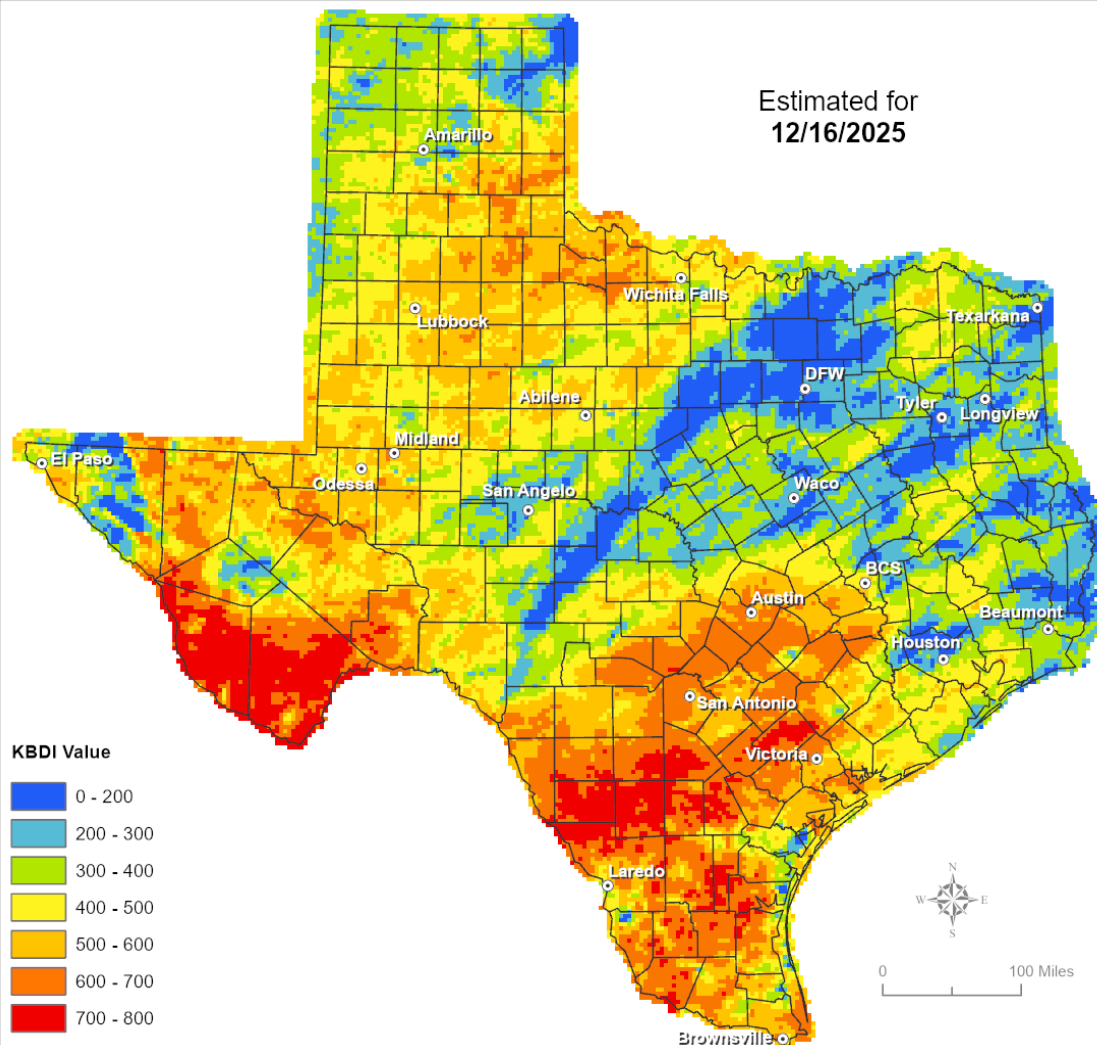 Estimated for
12/16/2025
Amarillo
Wichita Falls
Lubbock
Texarkana
DFW
Abilene
Tyler
Longview
Midland
El Paso
Odessa
San Angelo
Waco
BCS
Austin
Beaumont
Houston
San Antonio
Victoria
KBDI Value
0 - 200
200 - 300
300 - 400
400 - 500
500 - 600
600 - 700
700 - 800
Laredo
N
W E
S
0 100 Miles
Brownsville